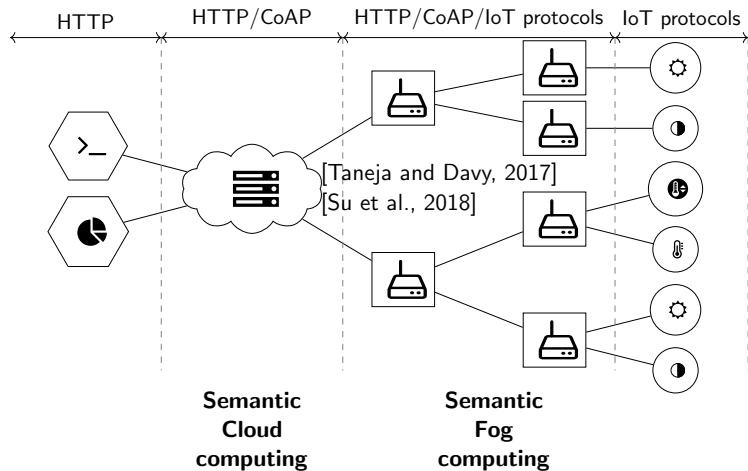 HTTP
HTTP/CoAP
HTTP/CoAP/IoT protocols
IoT protocols
[Taneja and Davy, 2017]
[Su et al., 2018]
Semantic
Cloud
computing
Semantic
Fog
computing